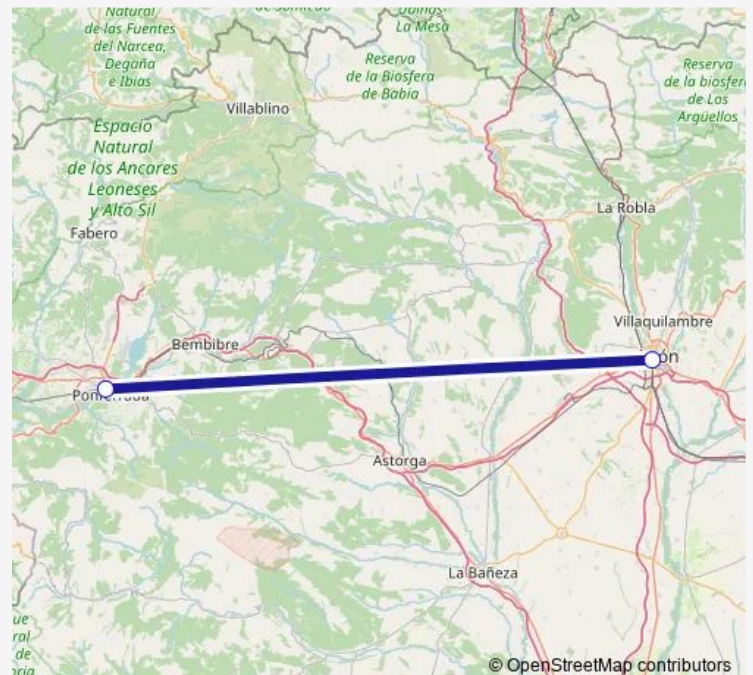 Natural
de las Fuentes
del Narcea,
Degaña
e Ibias
La Mesa
Reserva
de la Biosfera
de Babia
Reserva
de la biosfera
de Los
Argüellos
Villablino
Espacio
Natural
de los Ancares
Leoneses
y Alto Sil
La Robla
Fabero
Villaquilambre
Bembibre
Astorga
La Bañeza
de
© OpenStreetMap contributors